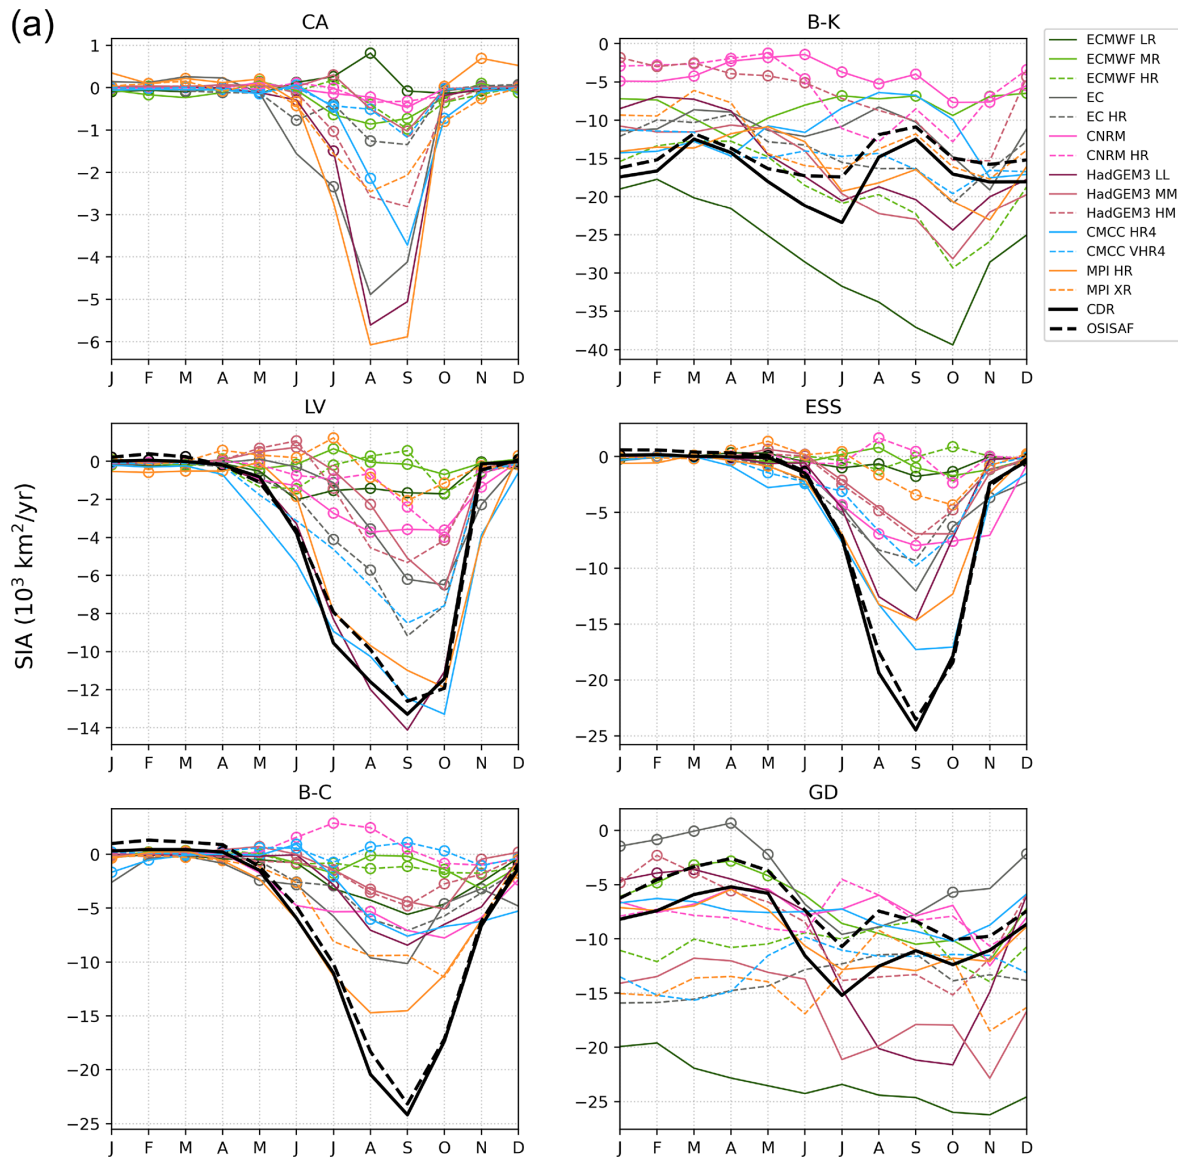 (a)
CA
1
0
−1
−2
−3
−4
−5
−6
J F M A M J J A S O N D
B-K
0
−5
−10
−15
−20
−25
−30
−35
−40
J F M A M J J A S O N D
ECMWF LR
ECMWF MR
ECMWF HR
EC
EC HR
CNRM
CNRM HR
HadGEM3 LL
HadGEM3 MM
HadGEM3 HM
CMCC HR4
CMCC VHR4
MPI HR
MPI XR
CDR
OSISAF
SIA (10³ km²/yr)
LV
0
−2
−4
−6
−8
−10
−12
−14
J F M A M J J A S O N D
ESS
0
−5
−10
−15
−20
−25
J F M A M J J A S O N D
B-C
0
−5
−10
−15
−20
−25
J F M A M J J A S O N D
GD
0
−5
−10
−15
−20
−25
J F M A M J J A S O N D